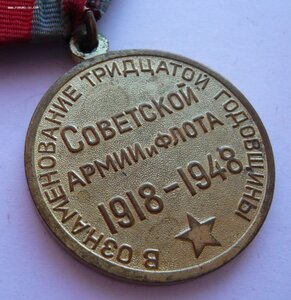 В ОЗНАМЕНОВАНИЕ ТРИДЦАТОЙ ГОДОВЩИНЫ
СОВЕТСКОЙ
АРМИИ и ФЛОТА
1918-1948